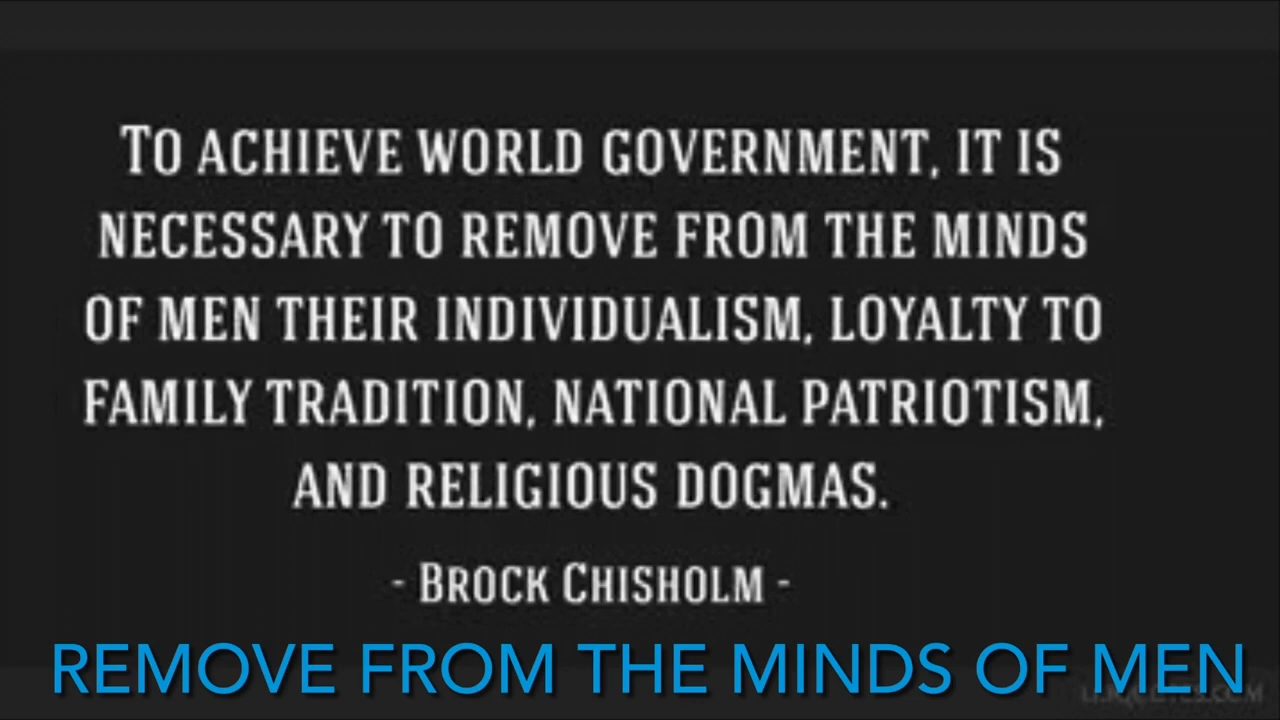 TO ACHIEVE WORLD GOVERNMENT, IT IS
NECESSARY TO REMOVE FROM THE MINDS
OF MEN THEIR INDIVIDUALISM, LOYALTY TO
FAMILY TRADITION, NATIONAL PATRIOTISM,
AND RELIGIOUS DOGMAS.
- BROCK CHISHOLM -
REMOVE FROM THE MINDS OF MEN